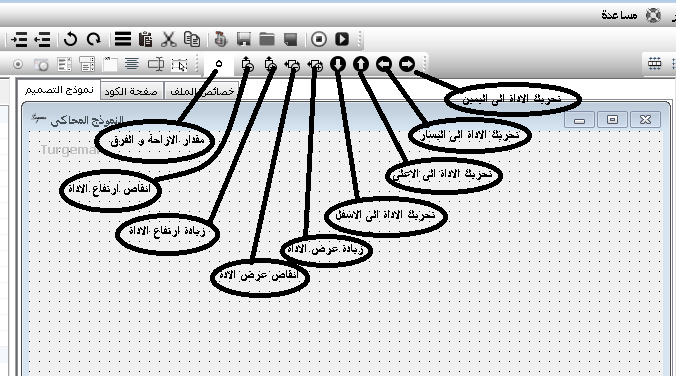 مساعدة
5
خصائص الملف
صفحة الكود
نموذج التصميم
النموذج المحاكي
تحريك الاداة الى اليمين
تحريك الاداة الى اليسار
مقدار الازاحة و الفرق
تحريك الاداة الى الاعلى
انقاص ارتفاع الاداة
تحريك الاداة الى الاسفل
زيادة ارتفاع الاداة
زيادة عرض الاداة
انقاص عرض الاداة